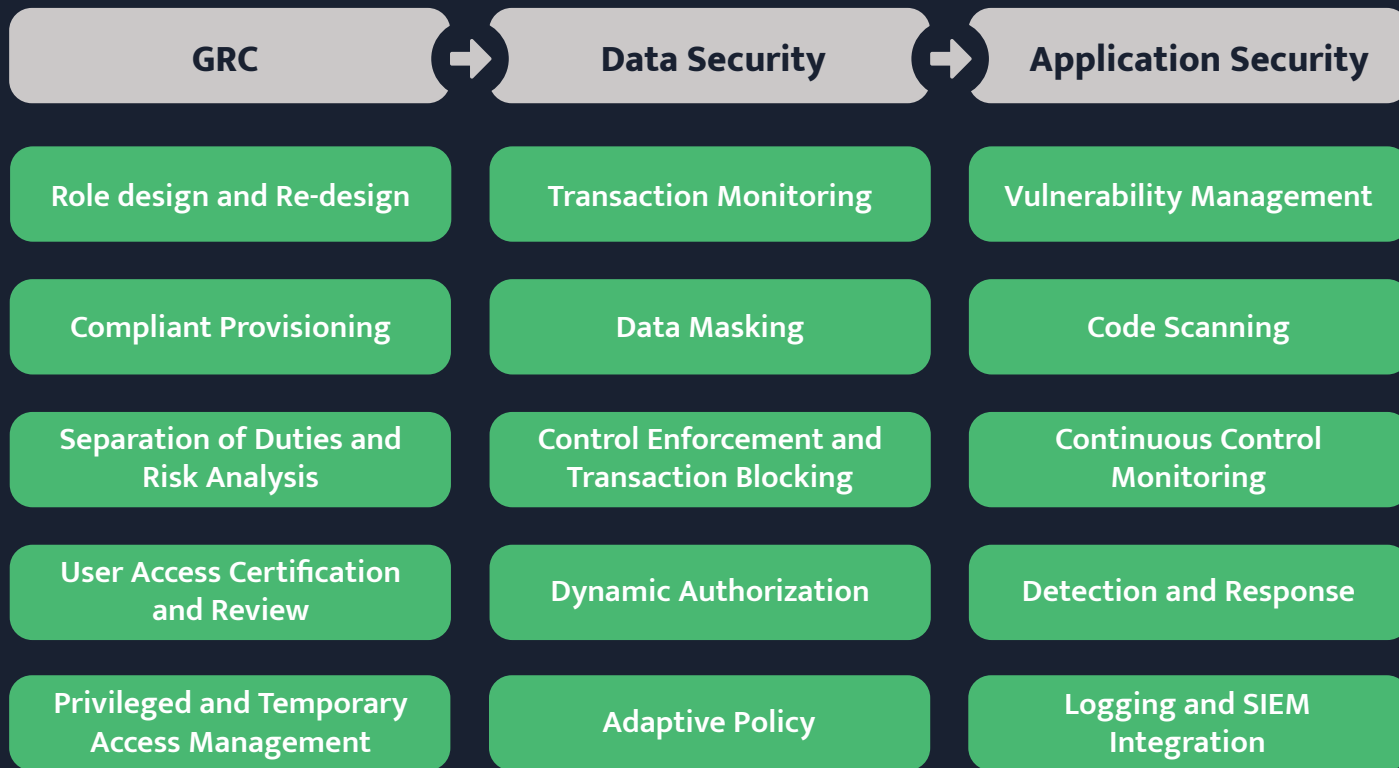 GRC
Data Security
Application Security
Role design and Re-design
Transaction Monitoring
Vulnerability Management
Compliant Provisioning
Data Masking
Code Scanning
Separation of Duties and
Risk Analysis
Control Enforcement and
Transaction Blocking
Continuous Control
Monitoring
User Access Certification
and Review
Dynamic Authorization
Detection and Response
Privileged and Temporary
Access Management
Adaptive Policy
Logging and SIEM
Integration